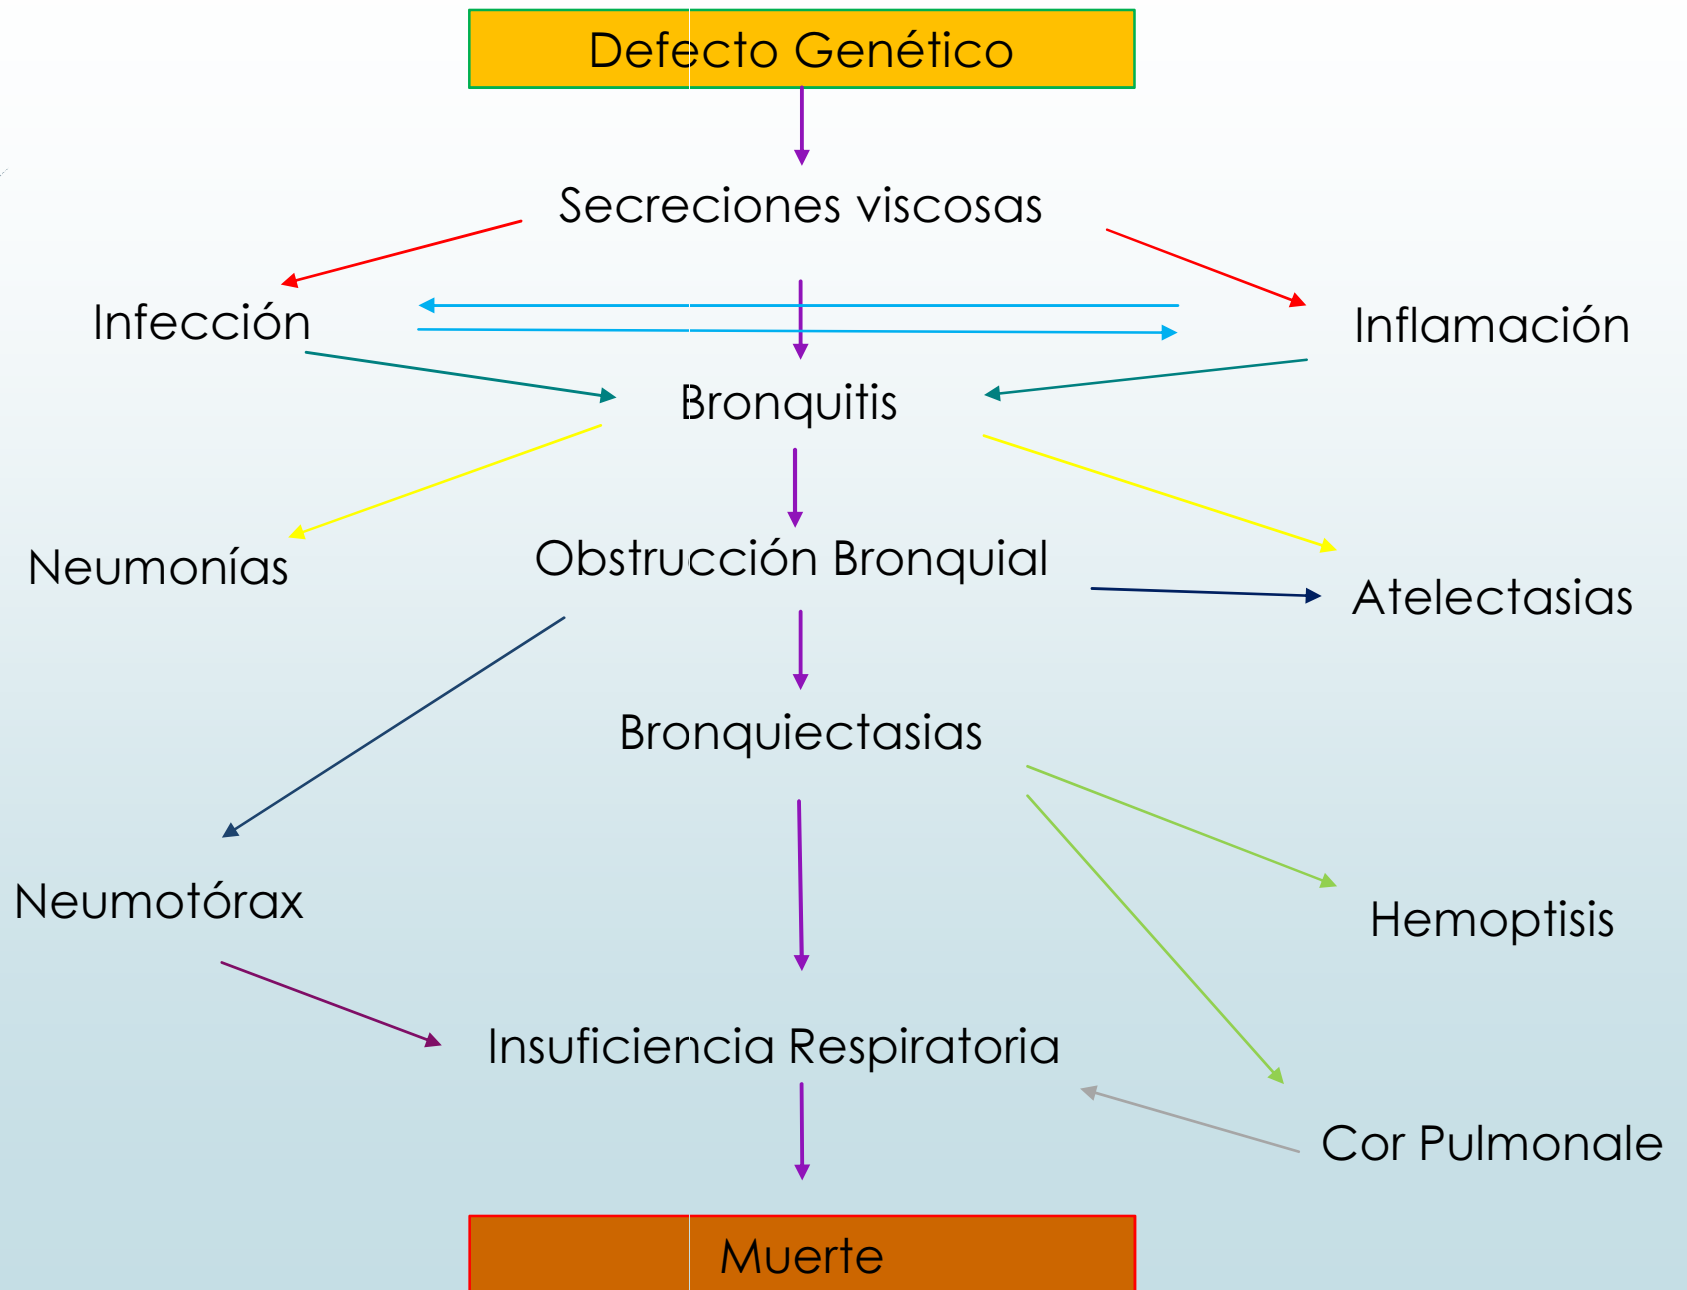 Defecto Genético
Secreciones viscosas
Infección
Inflamación
Bronquitis
Neumonías
Obstrucción Bronquial
Atelectasias
Bronquiectasias
Neumotórax
Hemoptisis
Insuficiencia Respiratoria
Cor Pulmonale
Muerte